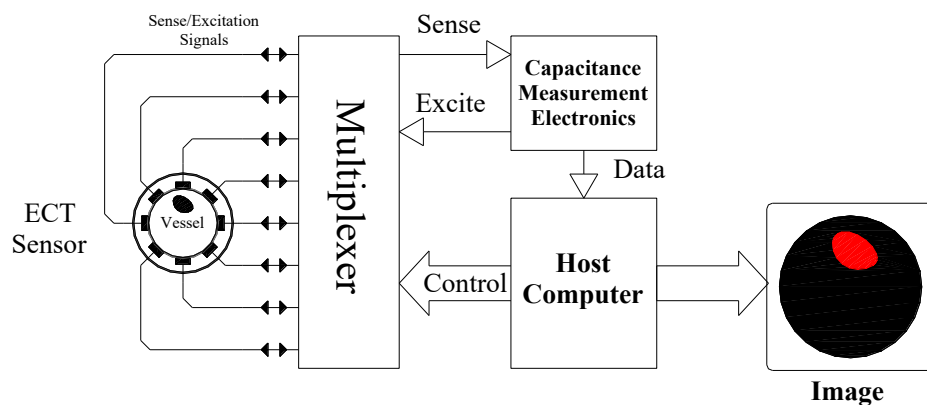 Sense/Excitation
Signals
Sense
Capacitance
Measurement
Electronics
Excite
Multiplexer
Data
ECT
Sensor
Vessel
Control
Host
Computer
Image